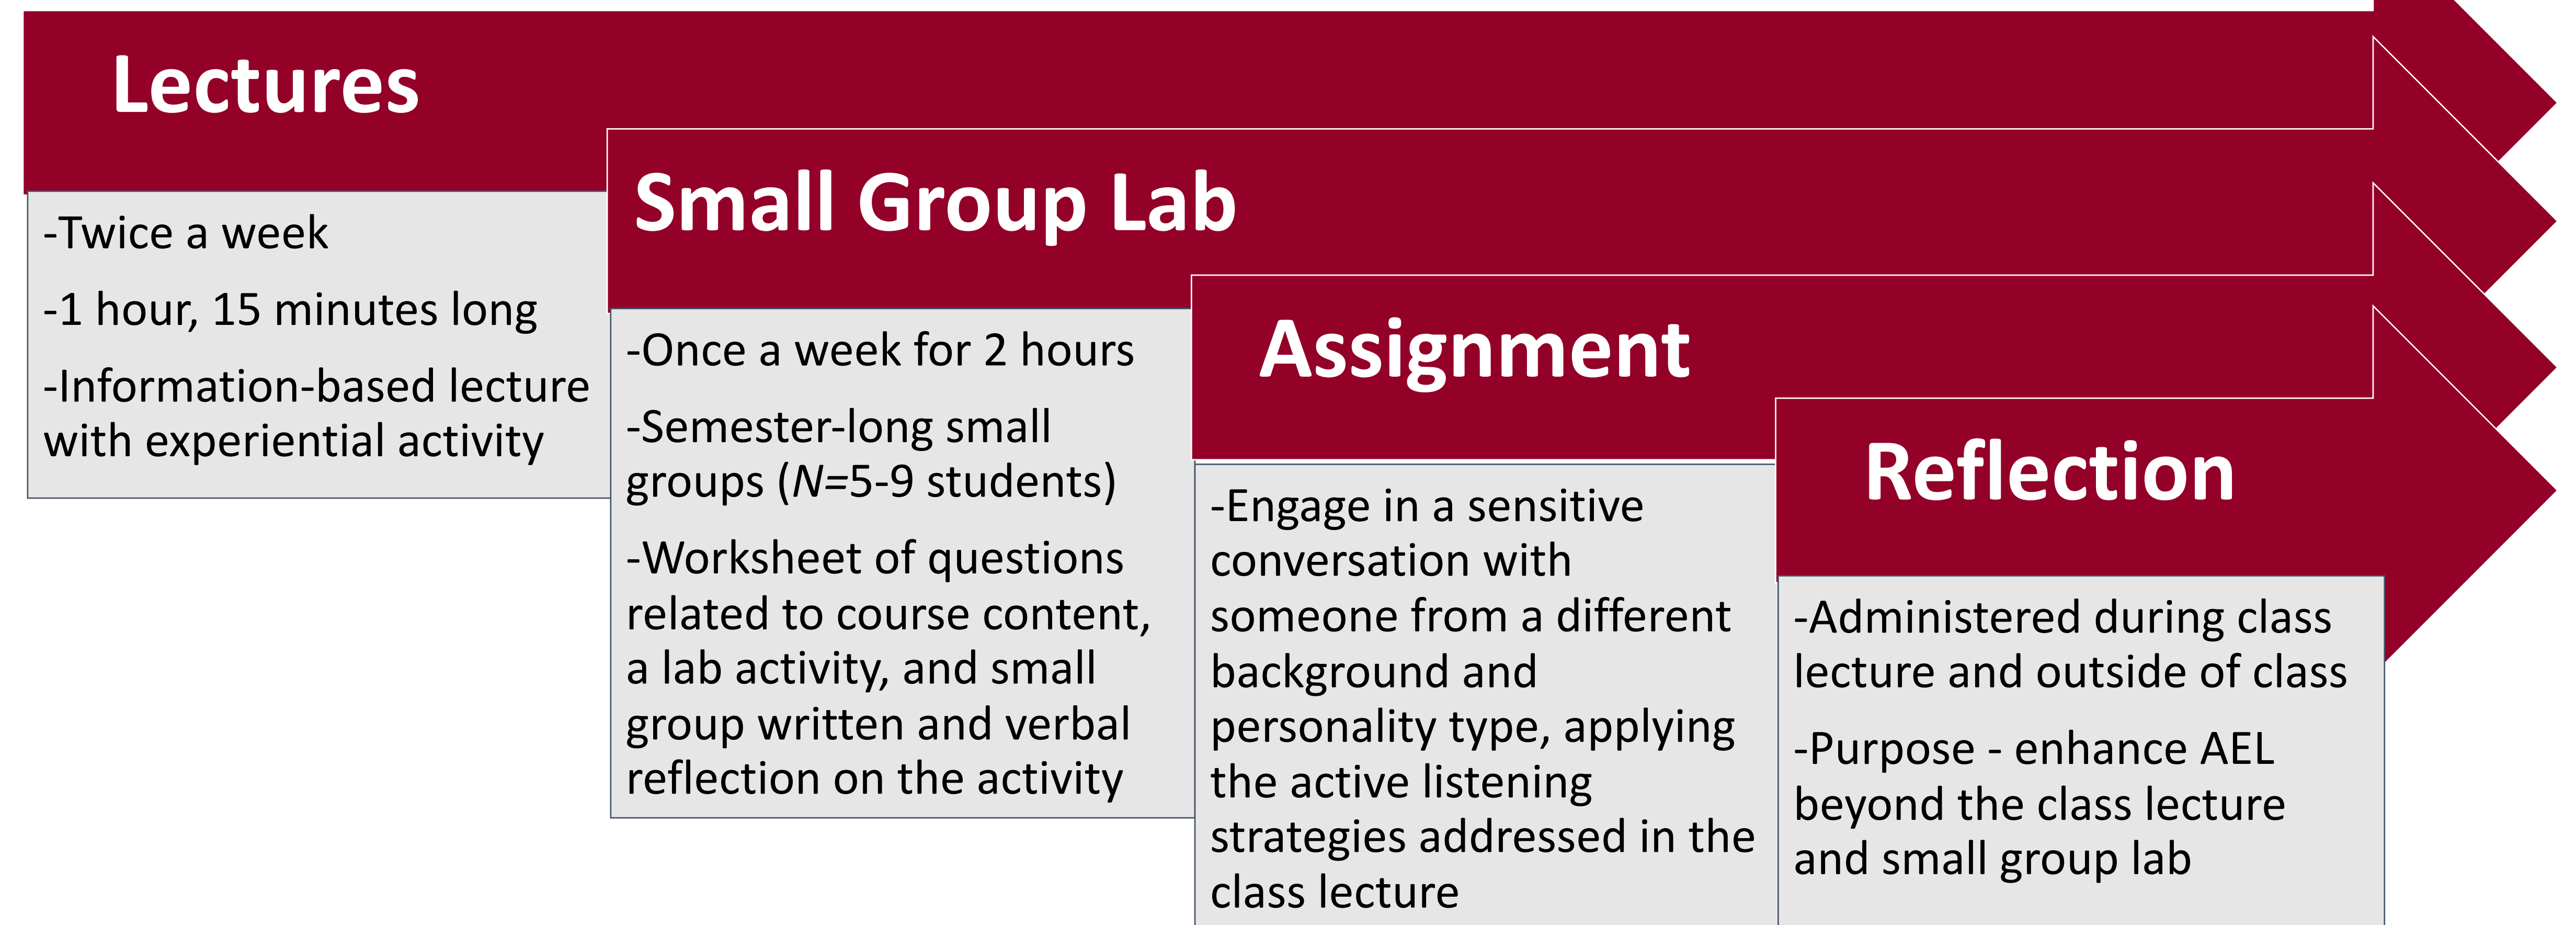 Lectures
-Twice a week
-1 hour, 15 minutes long
-Information-based lecture
with experiential activity
Small Group Lab
-Once a week for 2 hours
-Semester-long small
groups (N=5-9 students)
-Worksheet of questions
related to course content,
a lab activity, and small
group written and verbal
reflection on the activity
Assignment
-Engage in a sensitive
conversation with
someone from a different
background and
personality type, applying
the active listening
strategies addressed in the
class lecture
Reflection
-Administered during class
lecture and outside of class
-Purpose - enhance AEL
beyond the class lecture
and small group lab